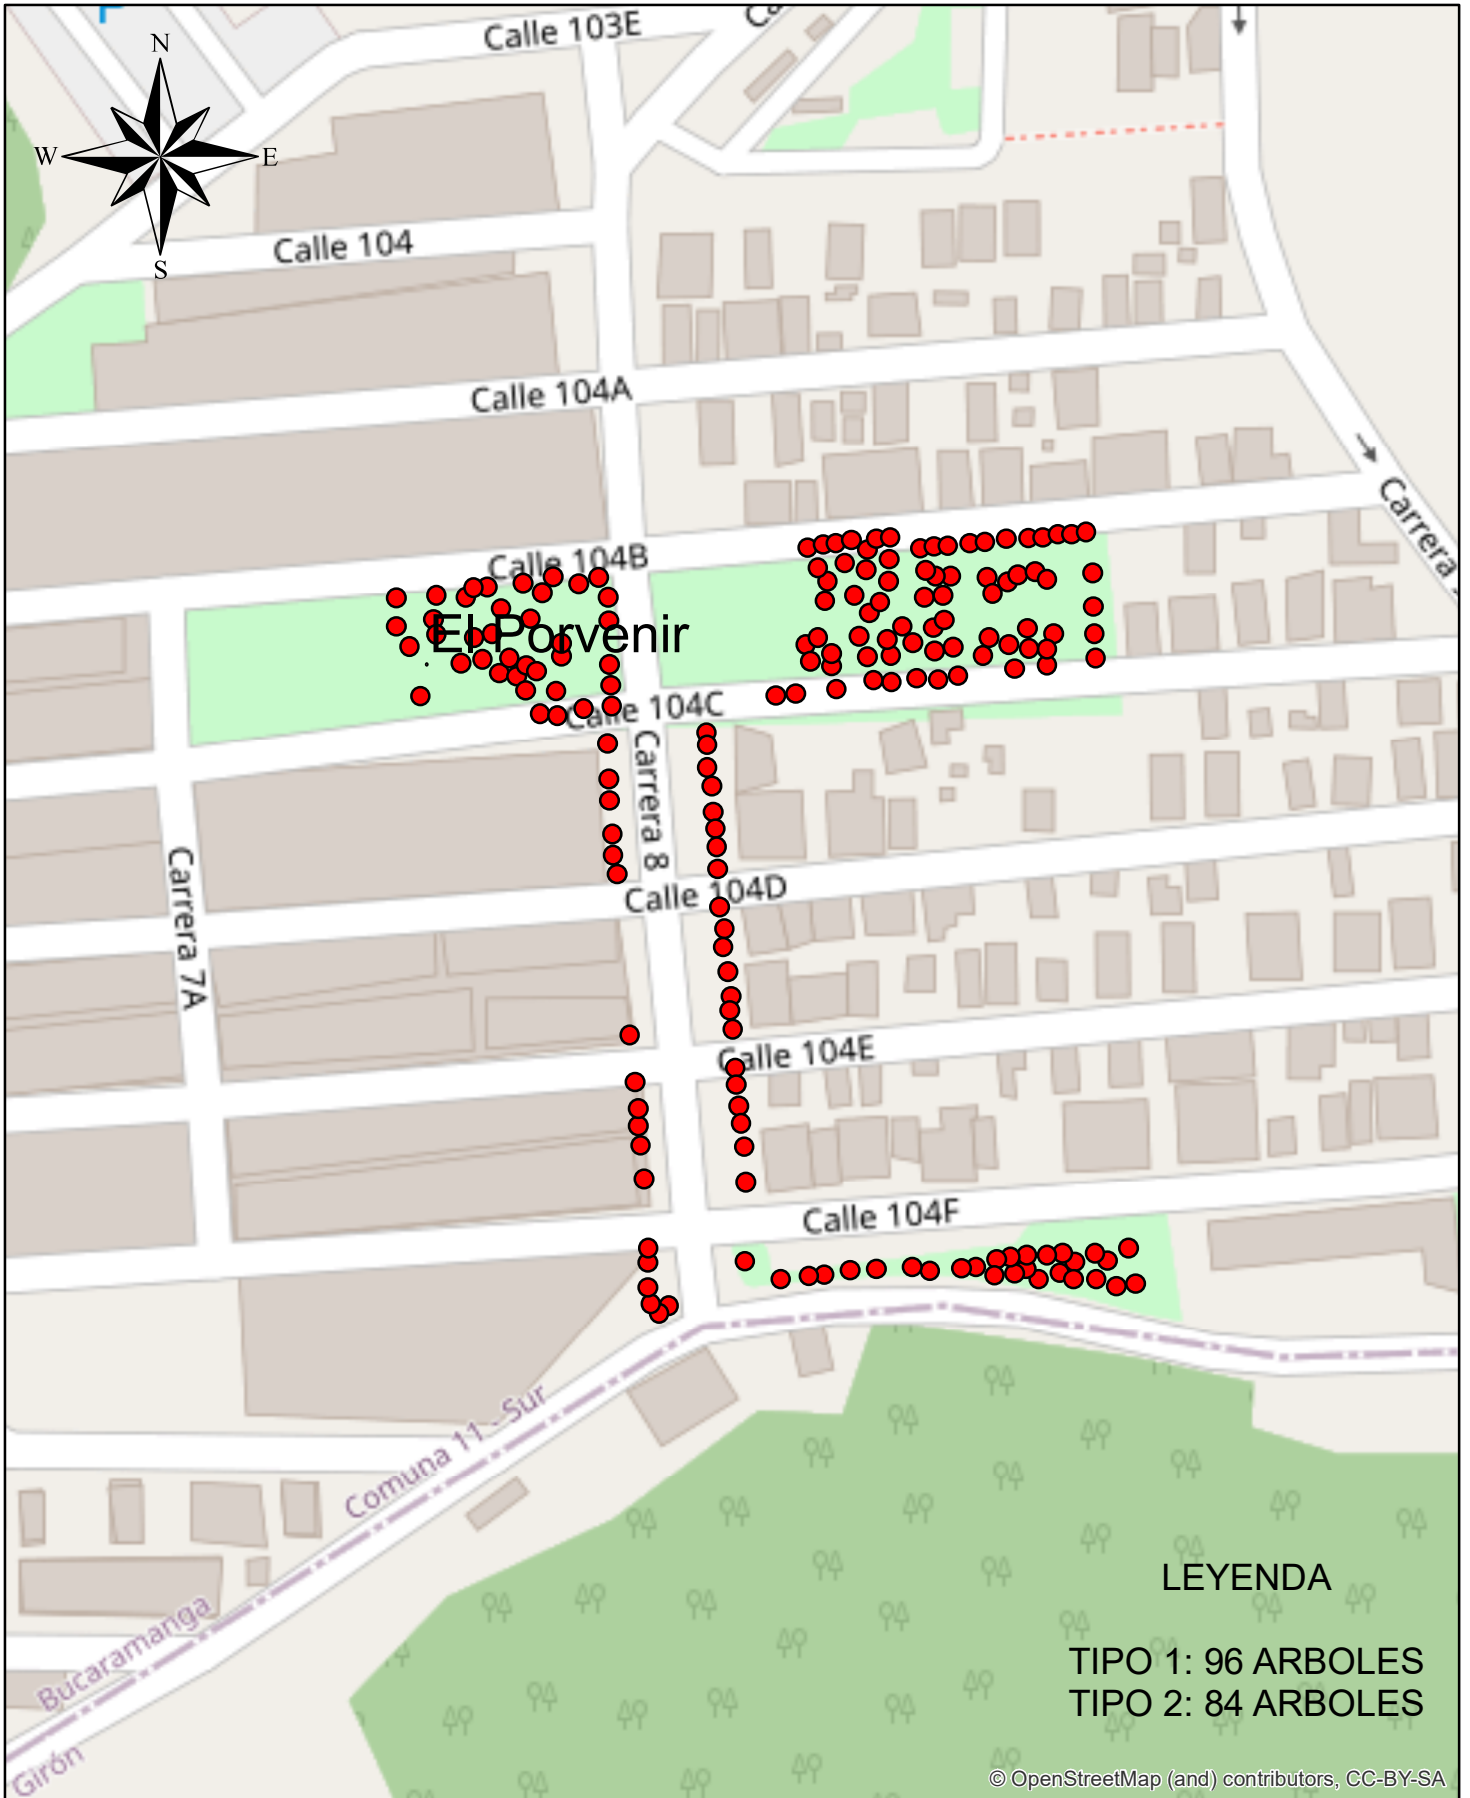 Calle 103E
Ca
N
W
E
S
Calle 104
Calle 104A
Carrera
Calle 104B
El Porvenir
Calle 104C
Carrera 8
Carrera 7A
Calle 104D
Calle 104E
Calle 104F
Comuna 11 - Sur
Bucaramanga
Girón
LEYENDA
TIPO 1: 96 ARBOLES
TIPO 2: 84 ARBOLES
© OpenStreetMap (and) contributors, CC-BY-SA